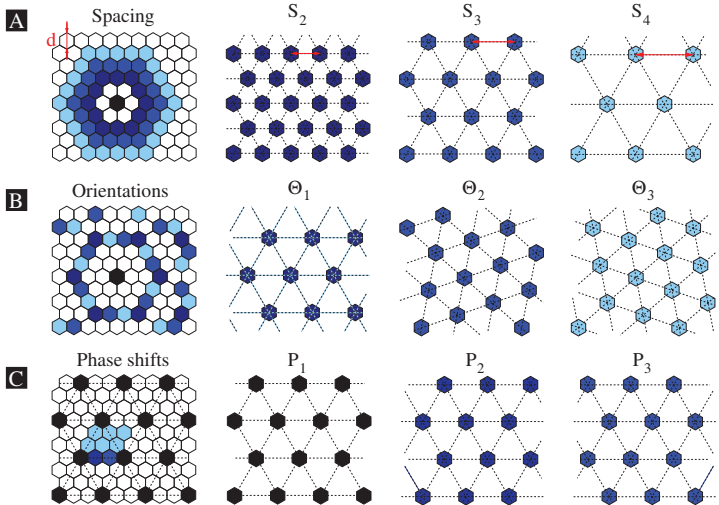 A Spacing S2 S3 S4
d
B Orientations Θ1 Θ2 Θ3
C Phase shifts P1 P2 P3